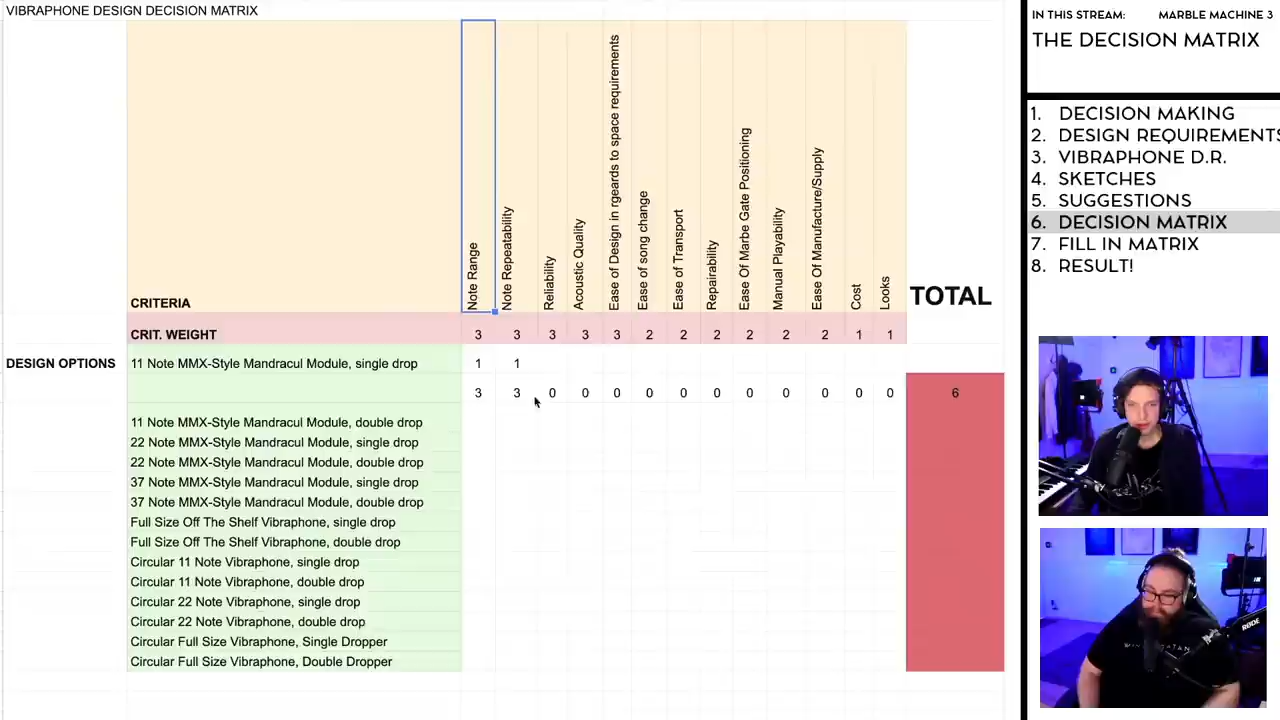 VIBRAPHONE DESIGN DECISION MATRIX
CRITERIA
Note Range
Note Repeatability
Reliability
Acoustic Quality
Ease of Design in rgeards to space requirements
Ease of song change
Ease of Transport
Repairability
Ease Of Marbe Gate Positioning
Manual Playability
Ease Of Manufacture/Supply
Cost
Looks
TOTAL
CRIT. WEIGHT 3 3 3 3 3 2 2 2 2 2 2 1 1
DESIGN OPTIONS 11 Note MMX-Style Mandracul Module, single drop 1 1
3 3 0 0 0 0 0 0 0 0 0 0 0 6
11 Note MMX-Style Mandracul Module, double drop
22 Note MMX-Style Mandracul Module, single drop
22 Note MMX-Style Mandracul Module, double drop
37 Note MMX-Style Mandracul Module, single drop
37 Note MMX-Style Mandracul Module, double drop
Full Size Off The Shelf Vibraphone, single drop
Full Size Off The Shelf Vibraphone, double drop
Circular 11 Note Vibraphone, single drop
Circular 11 Note Vibraphone, double drop
Circular 22 Note Vibraphone, single drop
Circular 22 Note Vibraphone, double drop
Circular Full Size Vibraphone, Single Dropper
Circular Full Size Vibraphone, Double Dropper
IN THIS STREAM: MARBLE MACHINE 3
THE DECISION MATRIX
1. DECISION MAKING
2. DESIGN REQUIREMENTS
3. VIBRAPHONE D.R.
4. SKETCHES
5. SUGGESTIONS
6. DECISION MATRIX
7. FILL IN MATRIX
8. RESULT!
RØDE